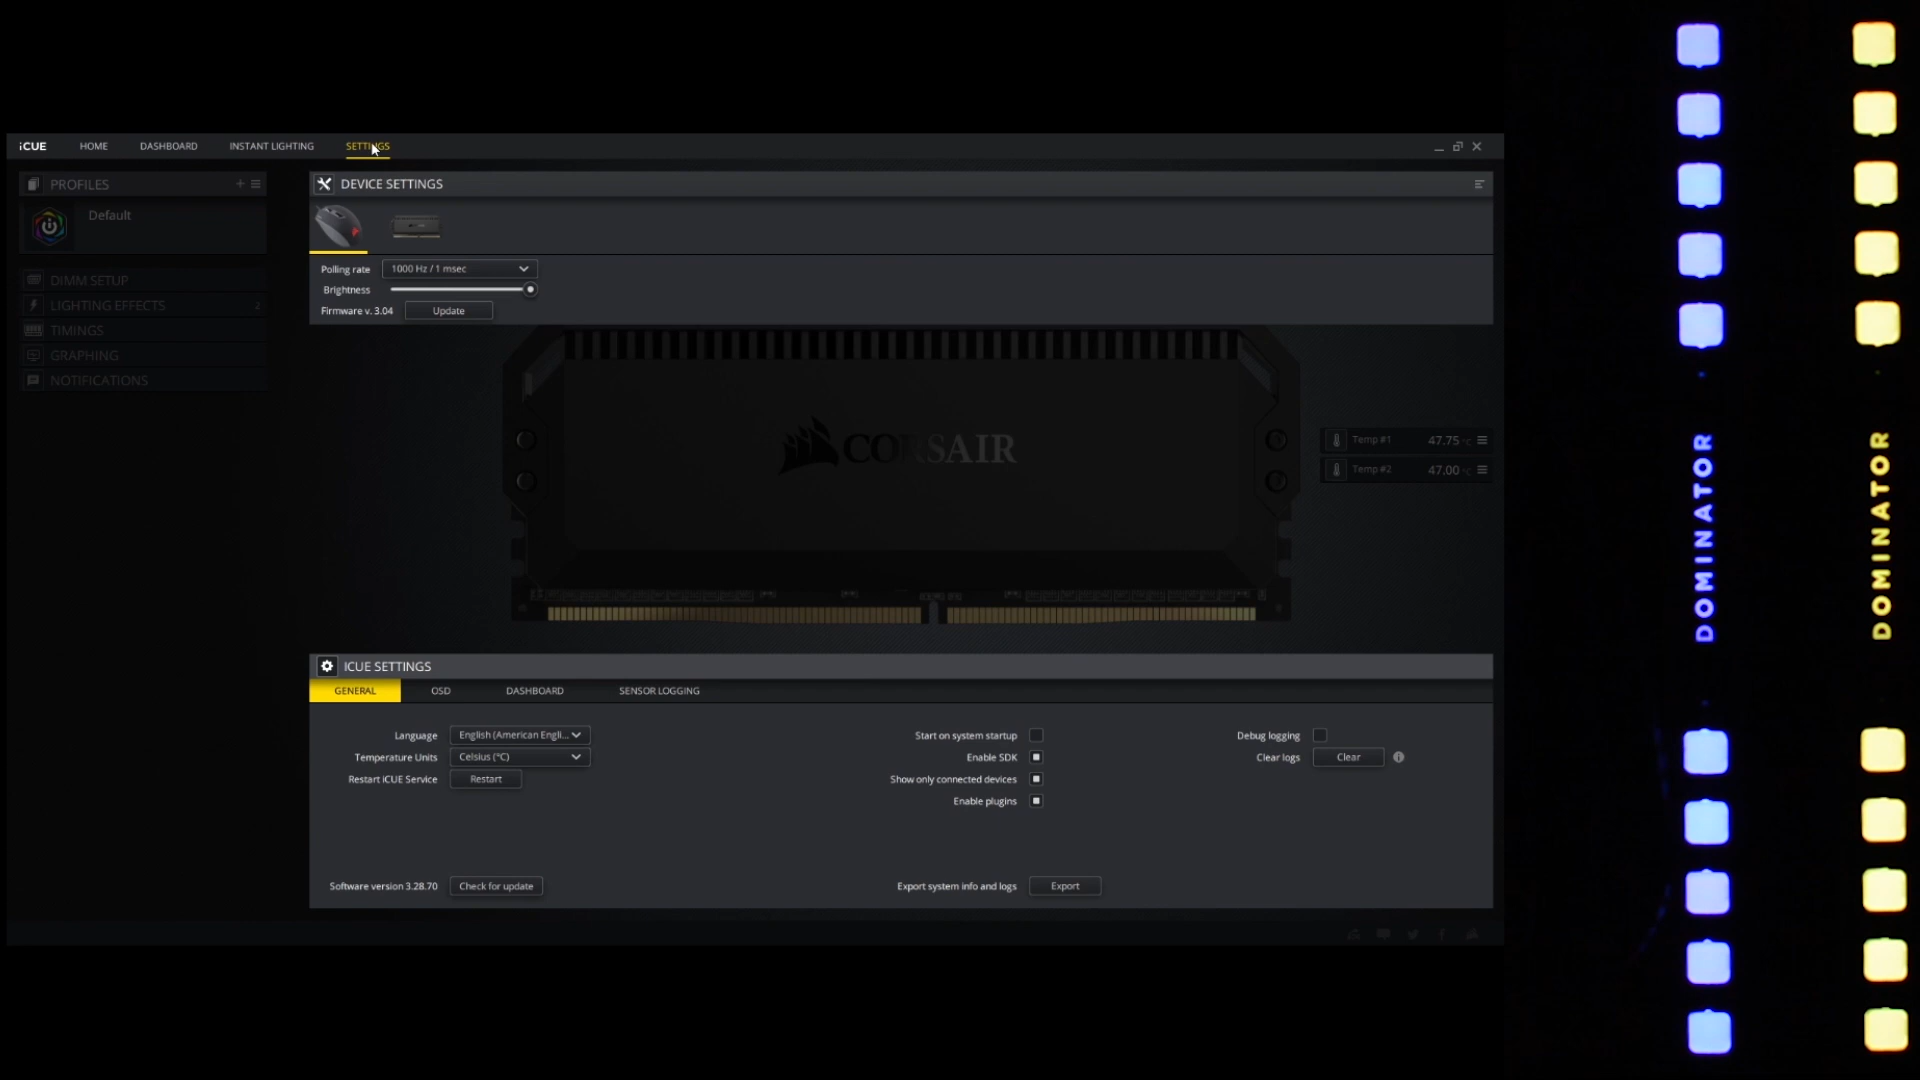 iCUE HOME DASHBOARD INSTANT LIGHTING SETTINGS
PROFILES
Default
DIMM SETUP
LIGHTING EFFECTS 2
TIMINGS
GRAPHING
NOTIFICATIONS
DEVICE SETTINGS
Polling rate 1000 Hz / 1 msec
Brightness
Firmware v. 3.04 Update
CORSAIR
Temp #1 47.75 °C
Temp #2 47.00 °C
ICUE SETTINGS
GENERAL OSD DASHBOARD SENSOR LOGGING
Language English (American Engli...
Temperature Units Celsius (°C)
Restart iCUE Service Restart
Start on system startup
Enable SDK
Show only connected devices
Enable plugins
Debug logging
Clear logs Clear
Software version 3.28.70 Check for update
Export system info and logs Export
DOMINATOR
DOMINATOR